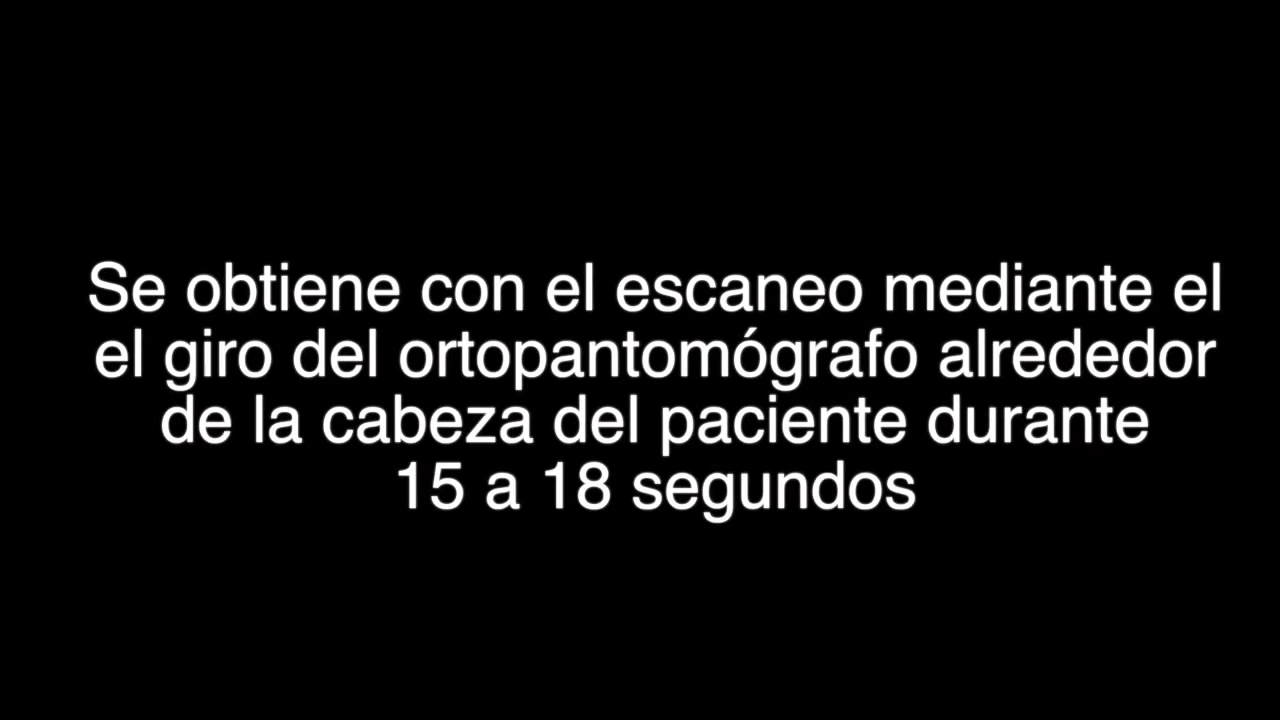 Se obtiene con el escaneo mediante el
el giro del ortopantomógrafo alrededor
de la cabeza del paciente durante
15 a 18 segundos